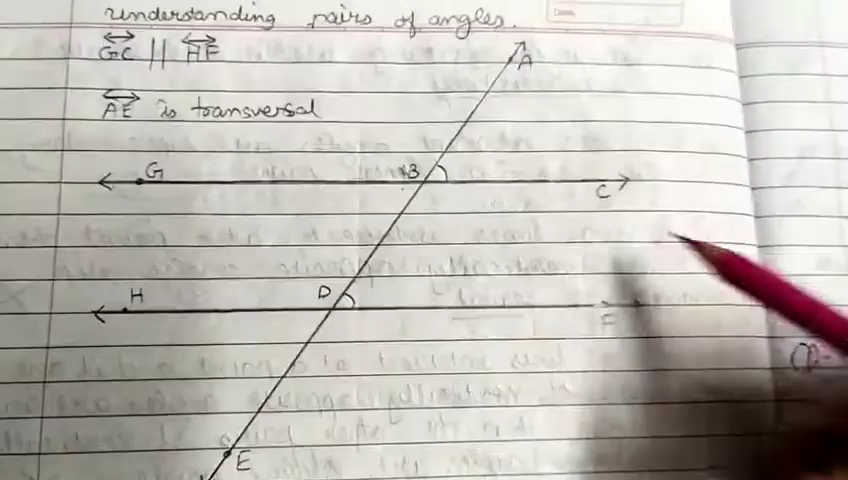 understanding pairs of angles.
GC || HF
AE is transversal
A
G
B
C
H
D
F
E